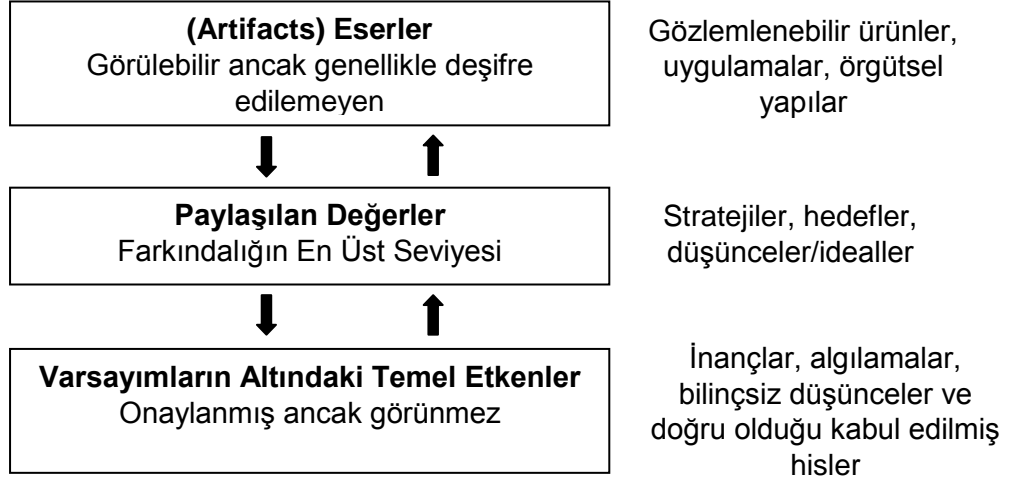 (Artifacts) Eserler
Görülebilir ancak genellikle deşifre
edilemeyen
Gözlemlenebilir ürünler,
uygulamalar, örgütsel
yapılar
Paylaşılan Değerler
Farkındalığın En Üst Seviyesi
Stratejiler, hedefler,
düşünceler/idealler
Varsayımların Altındaki Temel Etkenler
Onaylanmış ancak görünmez
İnançlar, algılamalar,
bilinçsiz düşünceler ve
doğru olduğu kabul edilmiş
hisler